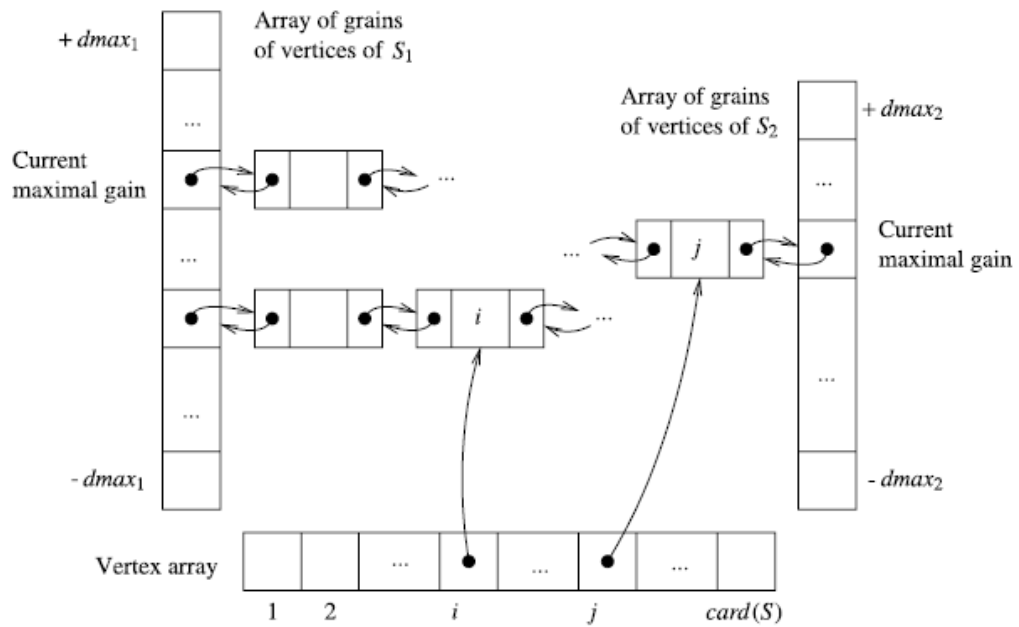 + dmax₁
Array of grains
of vertices of S₁
...
Current
maximal gain
...
...
...
i
...
...
- dmax₁
Array of grains
of vertices of S₂
+ dmax₂
...
...
j
Current
maximal gain
...
- dmax₂
Vertex array
...
...
...
1
2
i
j
card(S)